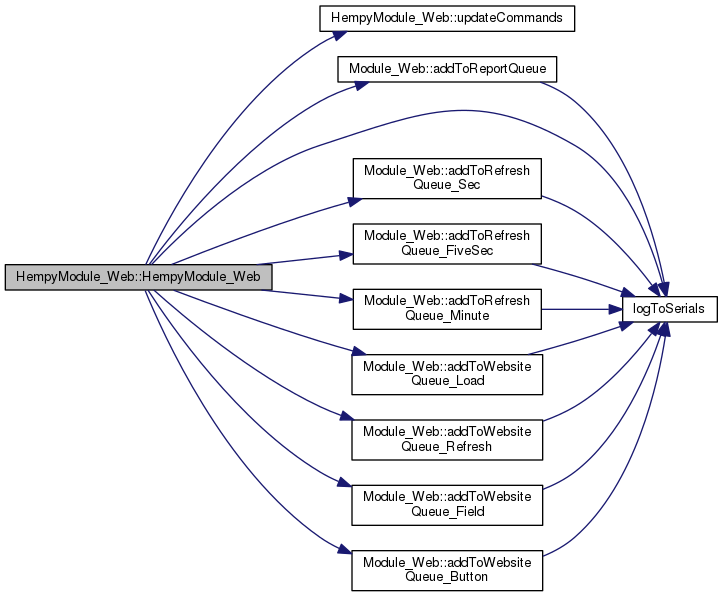 HempyModule_Web::updateCommands
Module_Web::addToReportQueue
Module_Web::addToRefresh
Queue_Sec
Module_Web::addToRefresh
Queue_FiveSec
HempyModule_Web::HempyModule_Web
Module_Web::addToRefresh
Queue_Minute
logToSerials
Module_Web::addToWebsite
Queue_Load
Module_Web::addToWebsite
Queue_Refresh
Module_Web::addToWebsite
Queue_Field
Module_Web::addToWebsite
Queue_Button